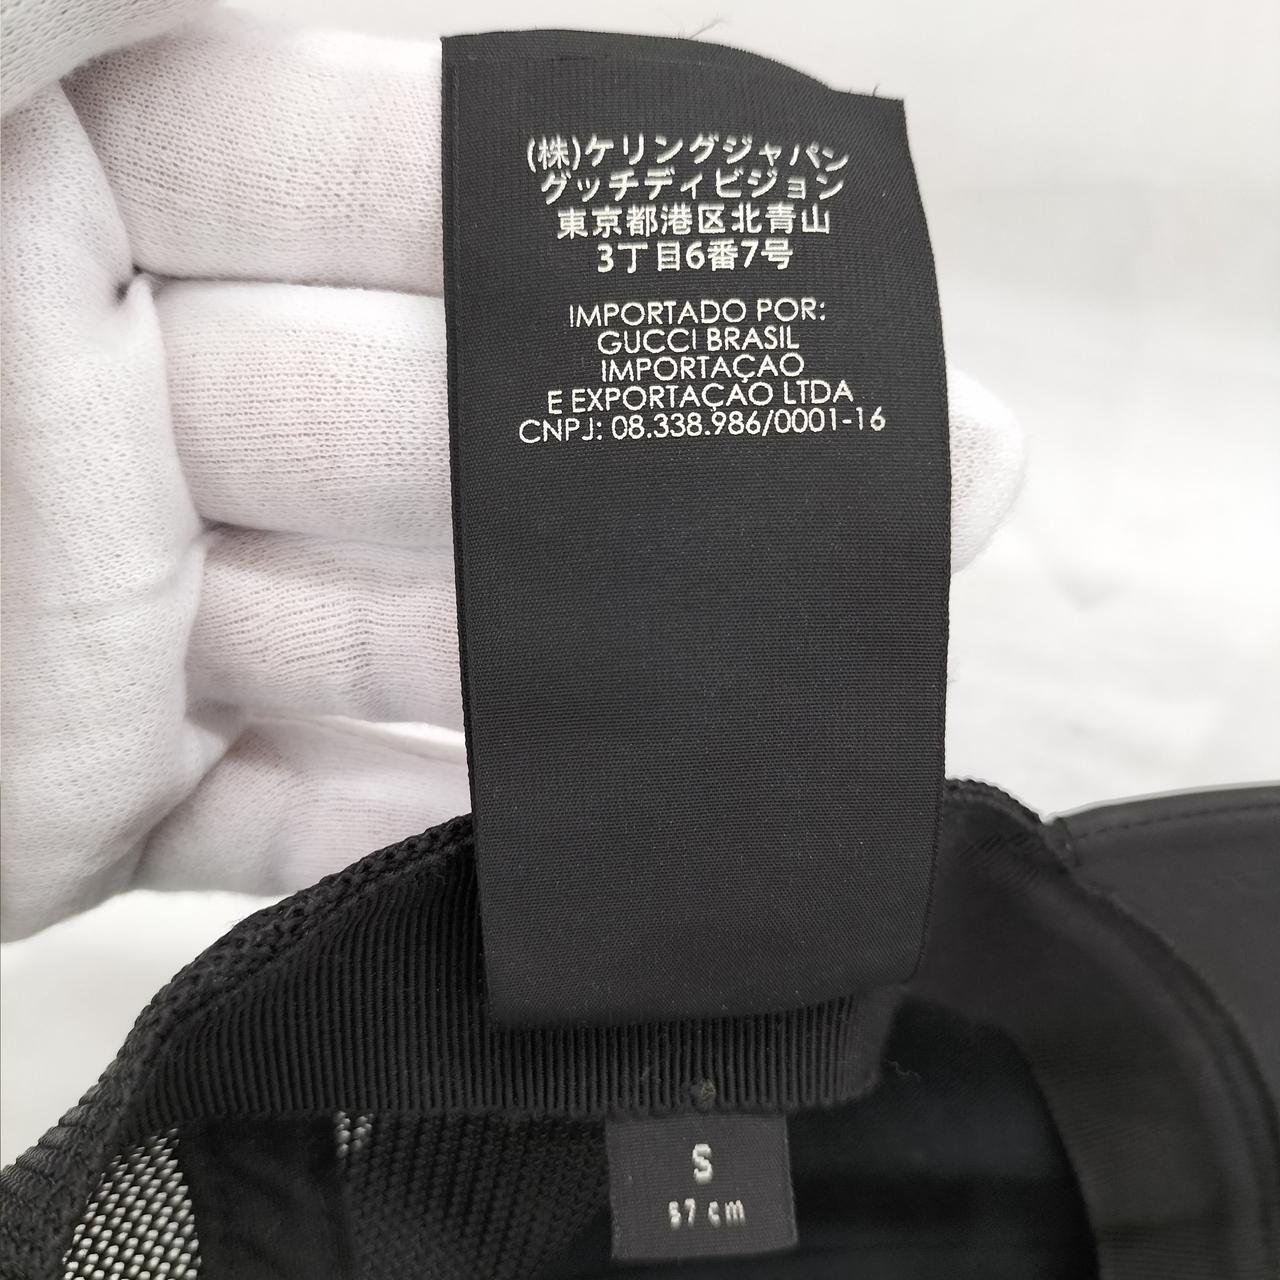 (株)ケリングジャパン
グッチディビジョン
東京都港区北青山
3丁目6番7号
IMPORTADO POR:
GUCCI BRASIL
IMPORTAÇAO
E EXPORTAÇAO LTDA
CNPJ: 08.338.986/0001-16
S
57 cm